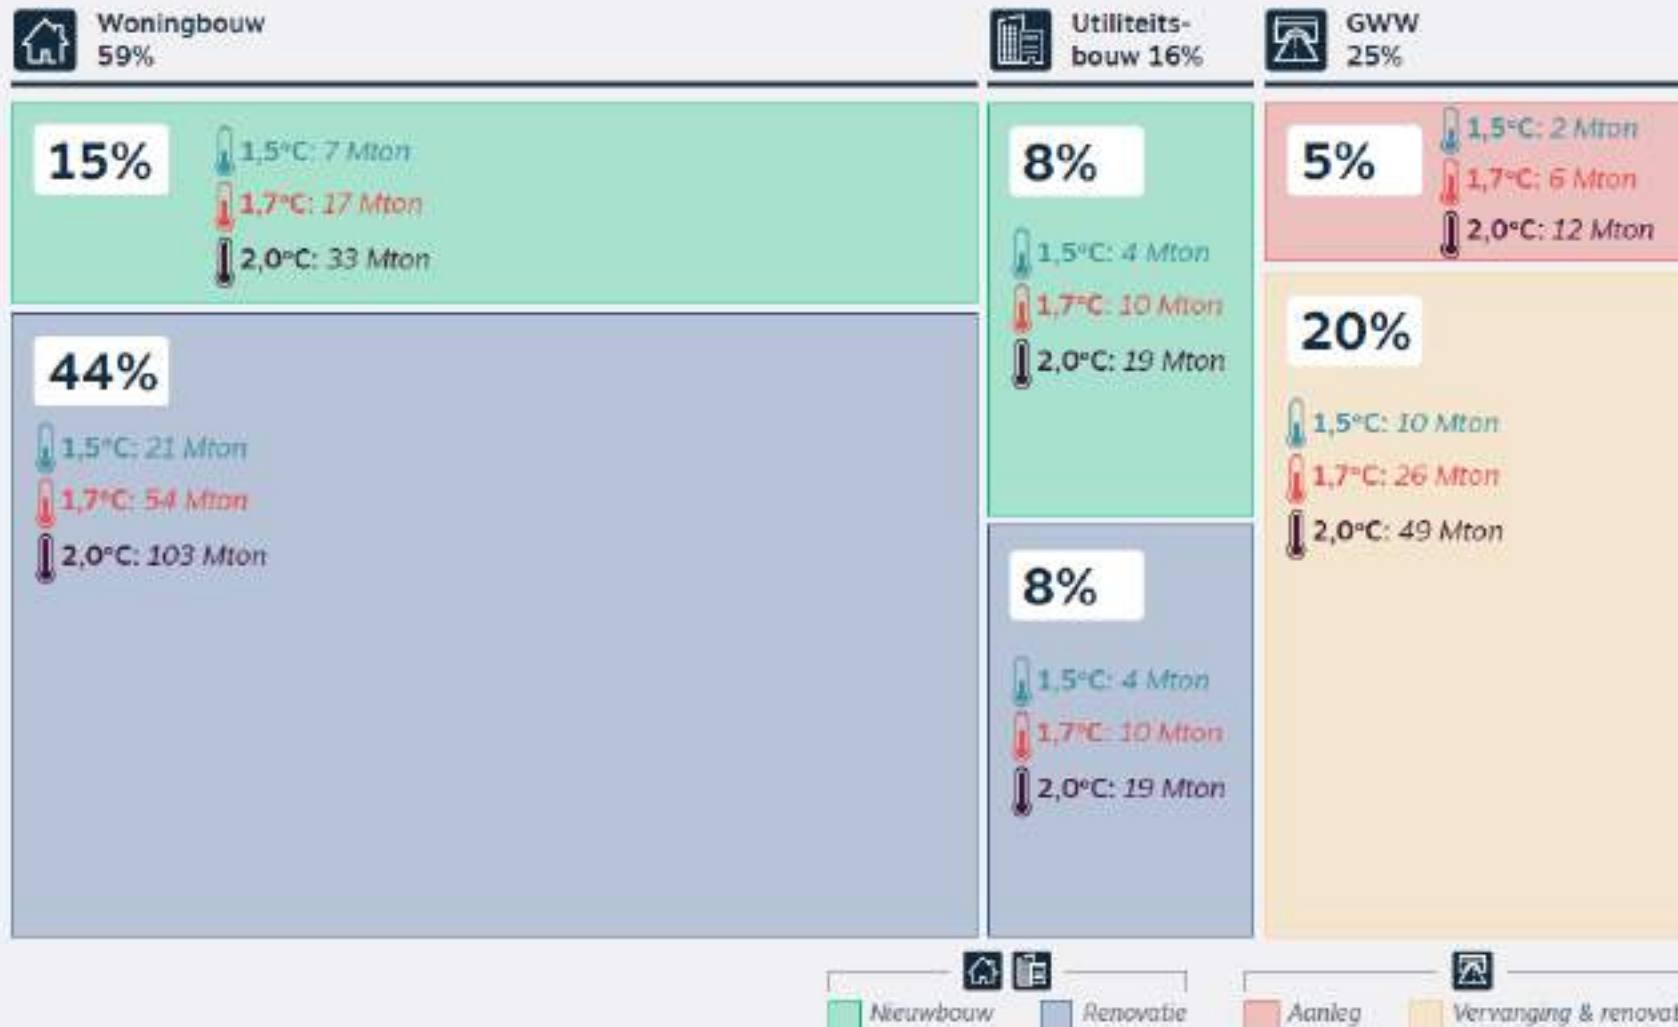 Woningbouw
59%
Utiliteits-
bouw 16%
GWW
25%
15%
1,5°C: 7 Mton
1,7°C: 17 Mton
2,0°C: 33 Mton
44%
1,5°C: 21 Mton
1,7°C: 54 Mton
2,0°C: 103 Mton
8%
1,5°C: 4 Mton
1,7°C: 10 Mton
2,0°C: 19 Mton
8%
1,5°C: 4 Mton
1,7°C: 10 Mton
2,0°C: 19 Mton
5%
1,5°C: 2 Mton
1,7°C: 6 Mton
2,0°C: 12 Mton
20%
1,5°C: 10 Mton
1,7°C: 26 Mton
2,0°C: 49 Mton
Nieuwbouw
Renovatie
Aanleg
Vervanging & renovat